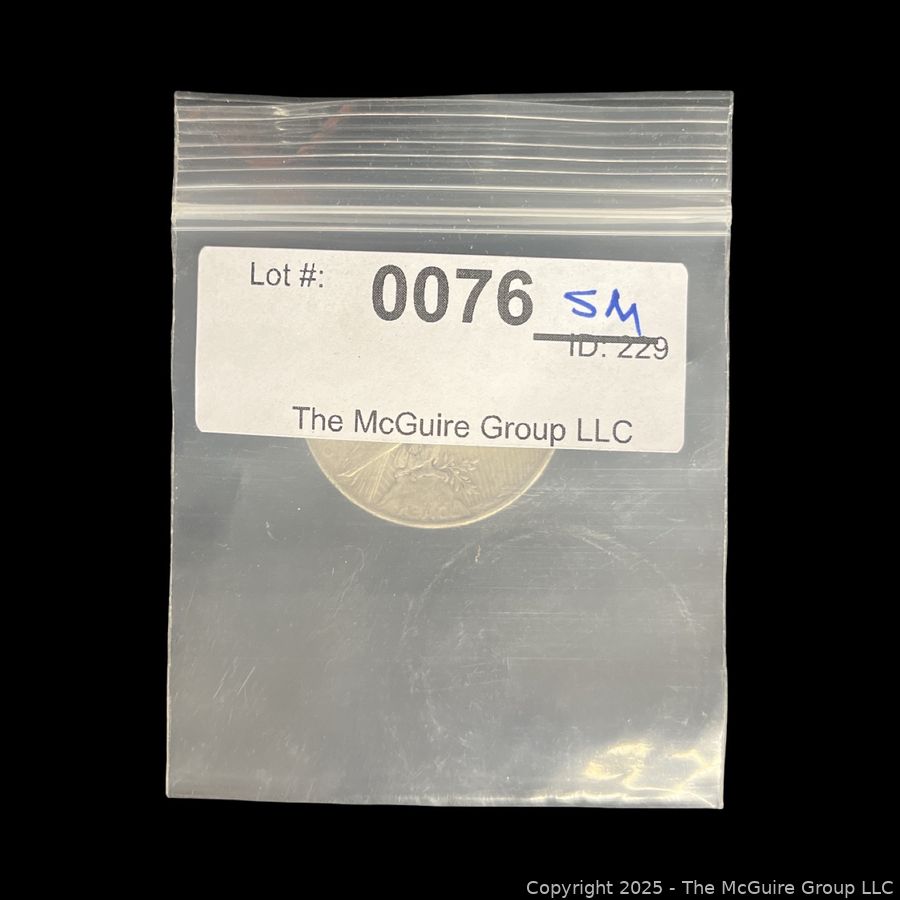 Lot #: 0076 SM
ID: 229
The McGuire Group LLC
Copyright 2025 - The McGuire Group LLC